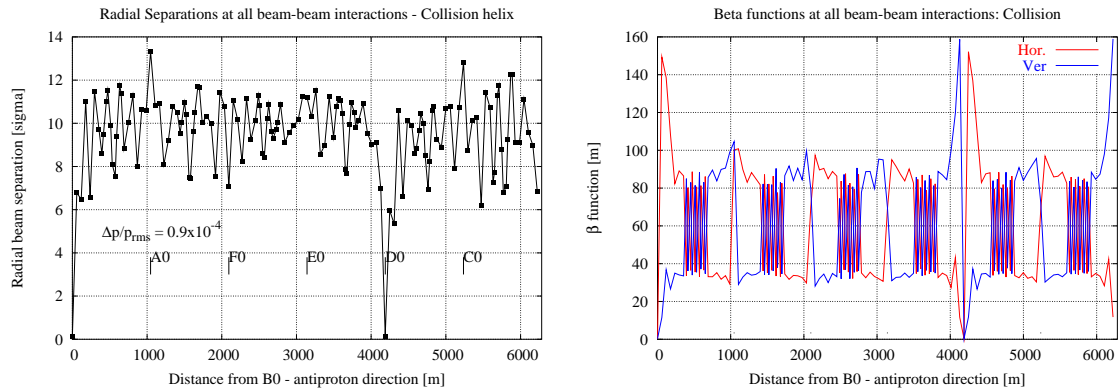 Radial Separations at all beam-beam interactions - Collision helix
Radial beam separation [sigma]
14
12
10
8
6
4
2
0
Δp/p_rms = 0.9x10^-4
A0
F0
E0
D0
C0
0
1000
2000
3000
4000
5000
6000
Distance from B0 - antiproton direction [m]
Beta functions at all beam-beam interactions: Collision
β function [m]
160
140
120
100
80
60
40
20
0
Hor.
Ver
0
1000
2000
3000
4000
5000
6000
Distance from B0 - antiproton direction [m]